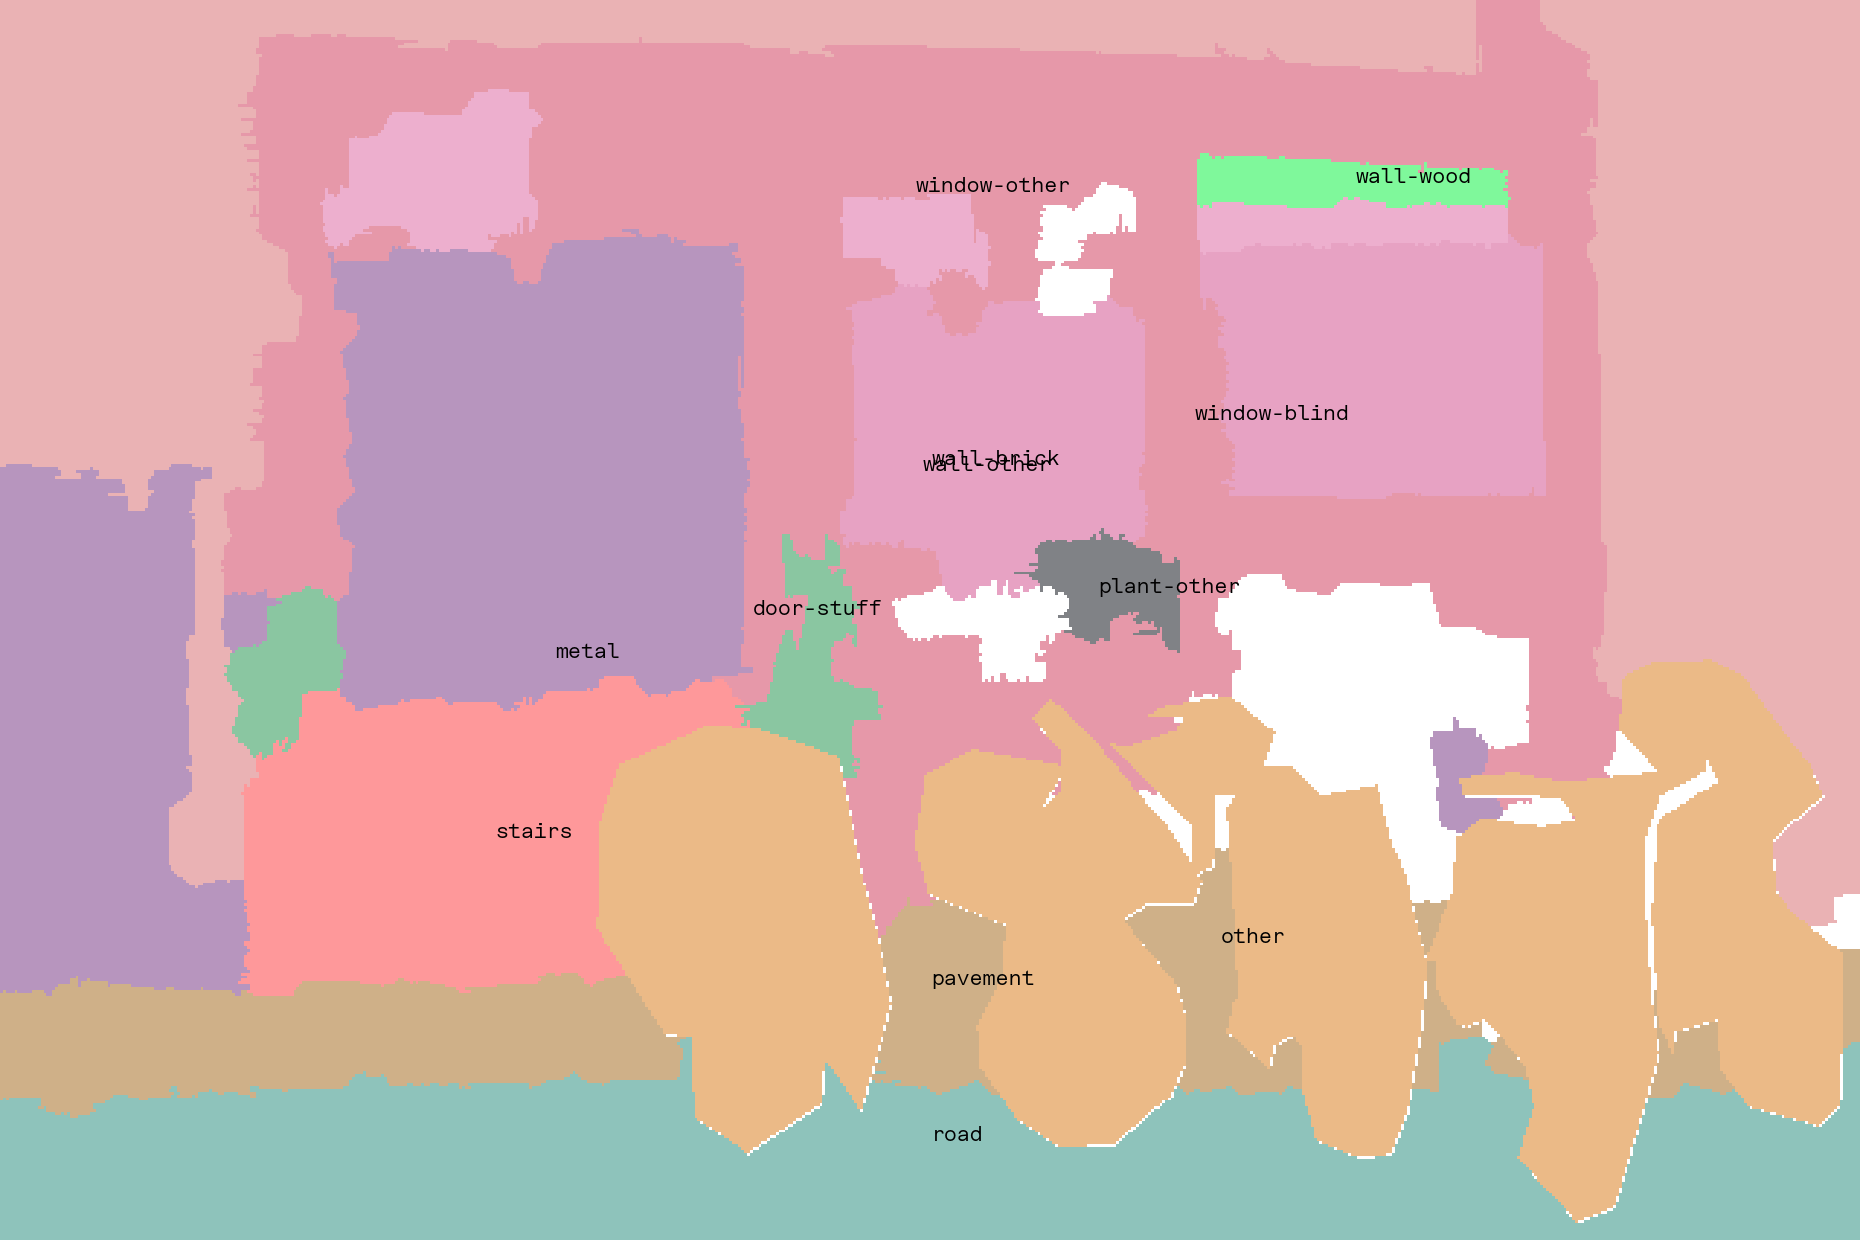 window-other
wall-wood
window-blind
wall-brick
wall-other
plant-other
door-stuff
metal
stairs
other
pavement
road